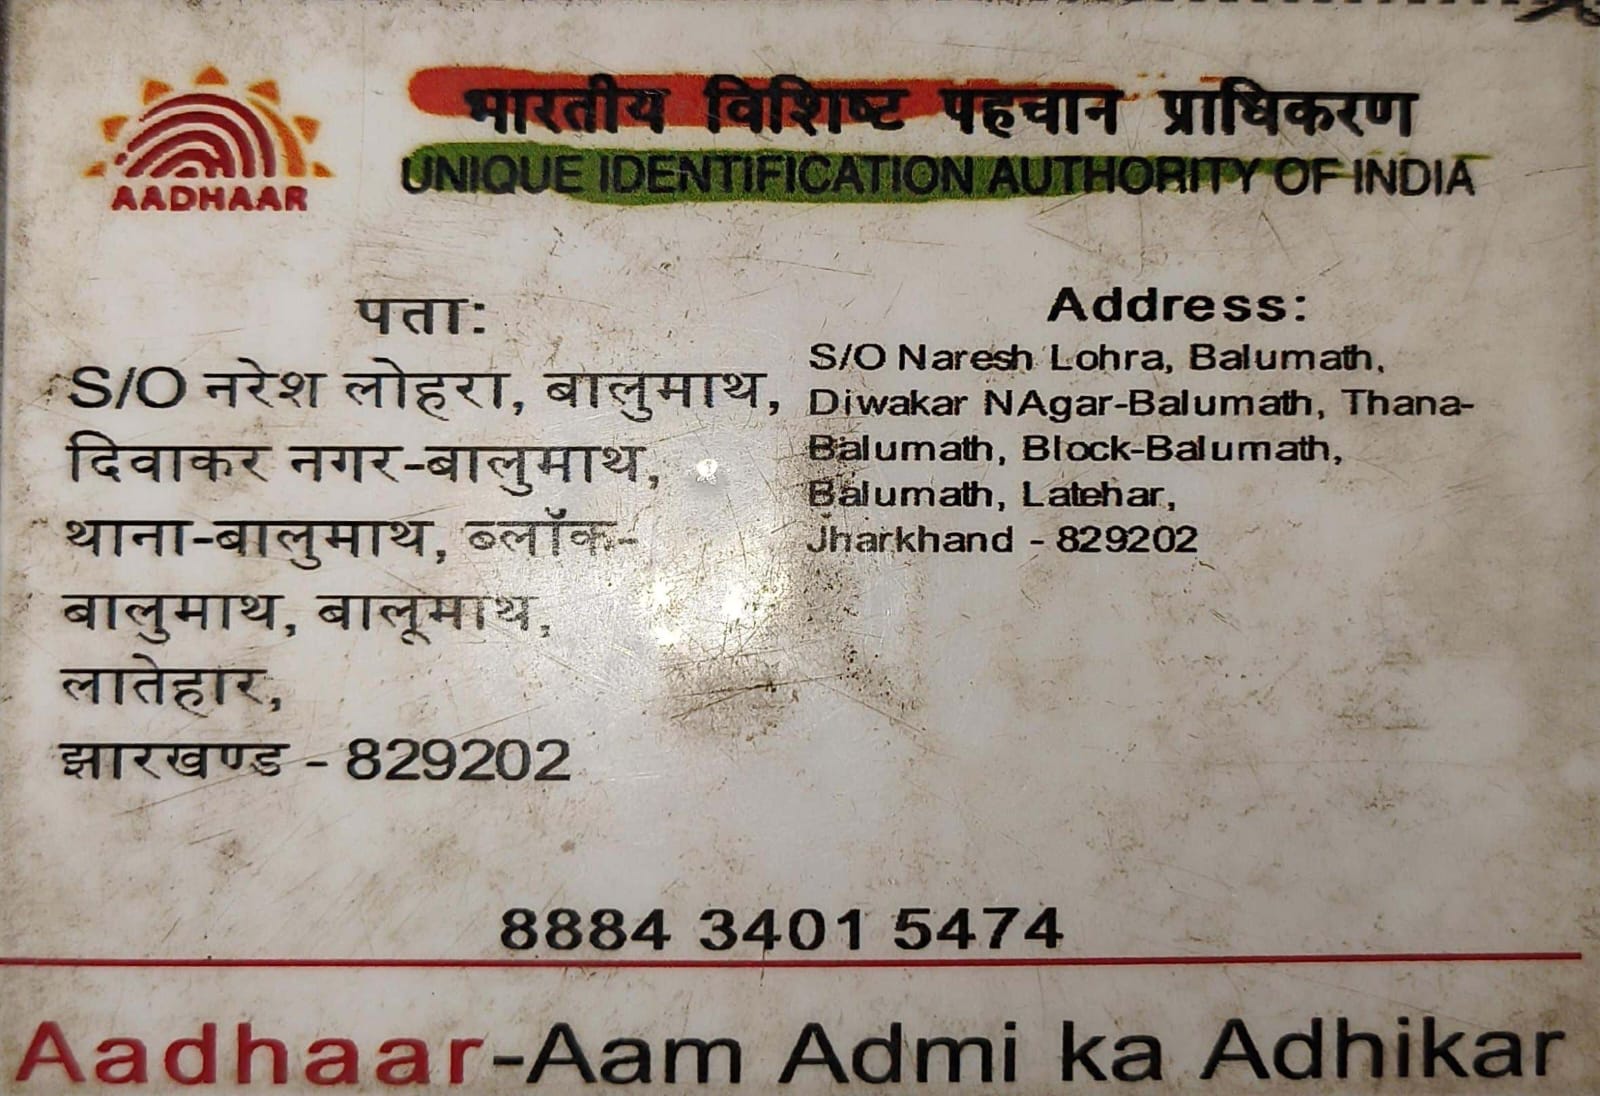 AADHAAR
भारतीय विशिष्ट पहचान प्राधिकरण
UNIQUE IDENTIFICATION AUTHORITY OF INDIA
पता:
S/O नरेश लोहरा, बालुमाथ,
दिवाकर नगर-बालुमाथ,
थाना-बालुमाथ, ब्लॉक-
बालुमाथ, बालूमाथ,
लातेहार,
झारखण्ड - 829202
Address:
S/O Naresh Lohra, Balumath,
Diwakar NAgar-Balumath, Thana-
Balumath, Block-Balumath,
Balumath, Latehar,
Jharkhand - 829202
8884 3401 5474
Aadhaar-Aam Admi ka Adhikar